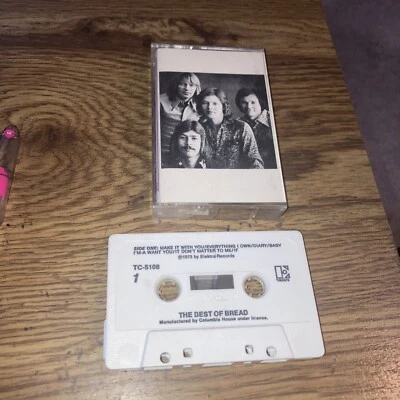 SIDE ONE: MAKE IT WITH YOU/EVERYTHING I OWN/DIARY/BABY
I'M-A WANT YOU/IT DON'T MATTER TO ME/IF
℗1973 by Elektra Records
TC-5108
1
THE BEST OF BREAD
Manufactured by Columbia House under license.